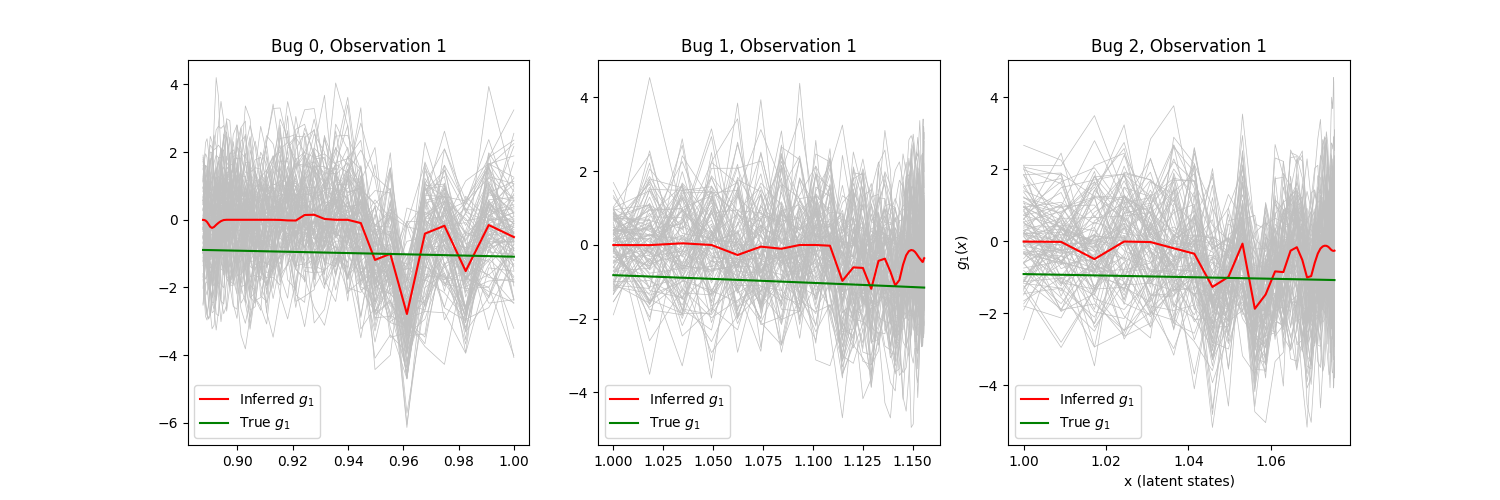 Bug 0, Observation 1
4
2
0
−2
−4
−6
0.90 0.92 0.94 0.96 0.98 1.00
Inferred g₁
True g₁
Bug 1, Observation 1
4
2
0
−2
−4
1.000 1.025 1.050 1.075 1.100 1.125 1.150
Inferred g₁
True g₁
Bug 2, Observation 1
g₁(x)
4
2
0
−2
−4
1.00 1.02 1.04 1.06
x (latent states)
Inferred g₁
True g₁